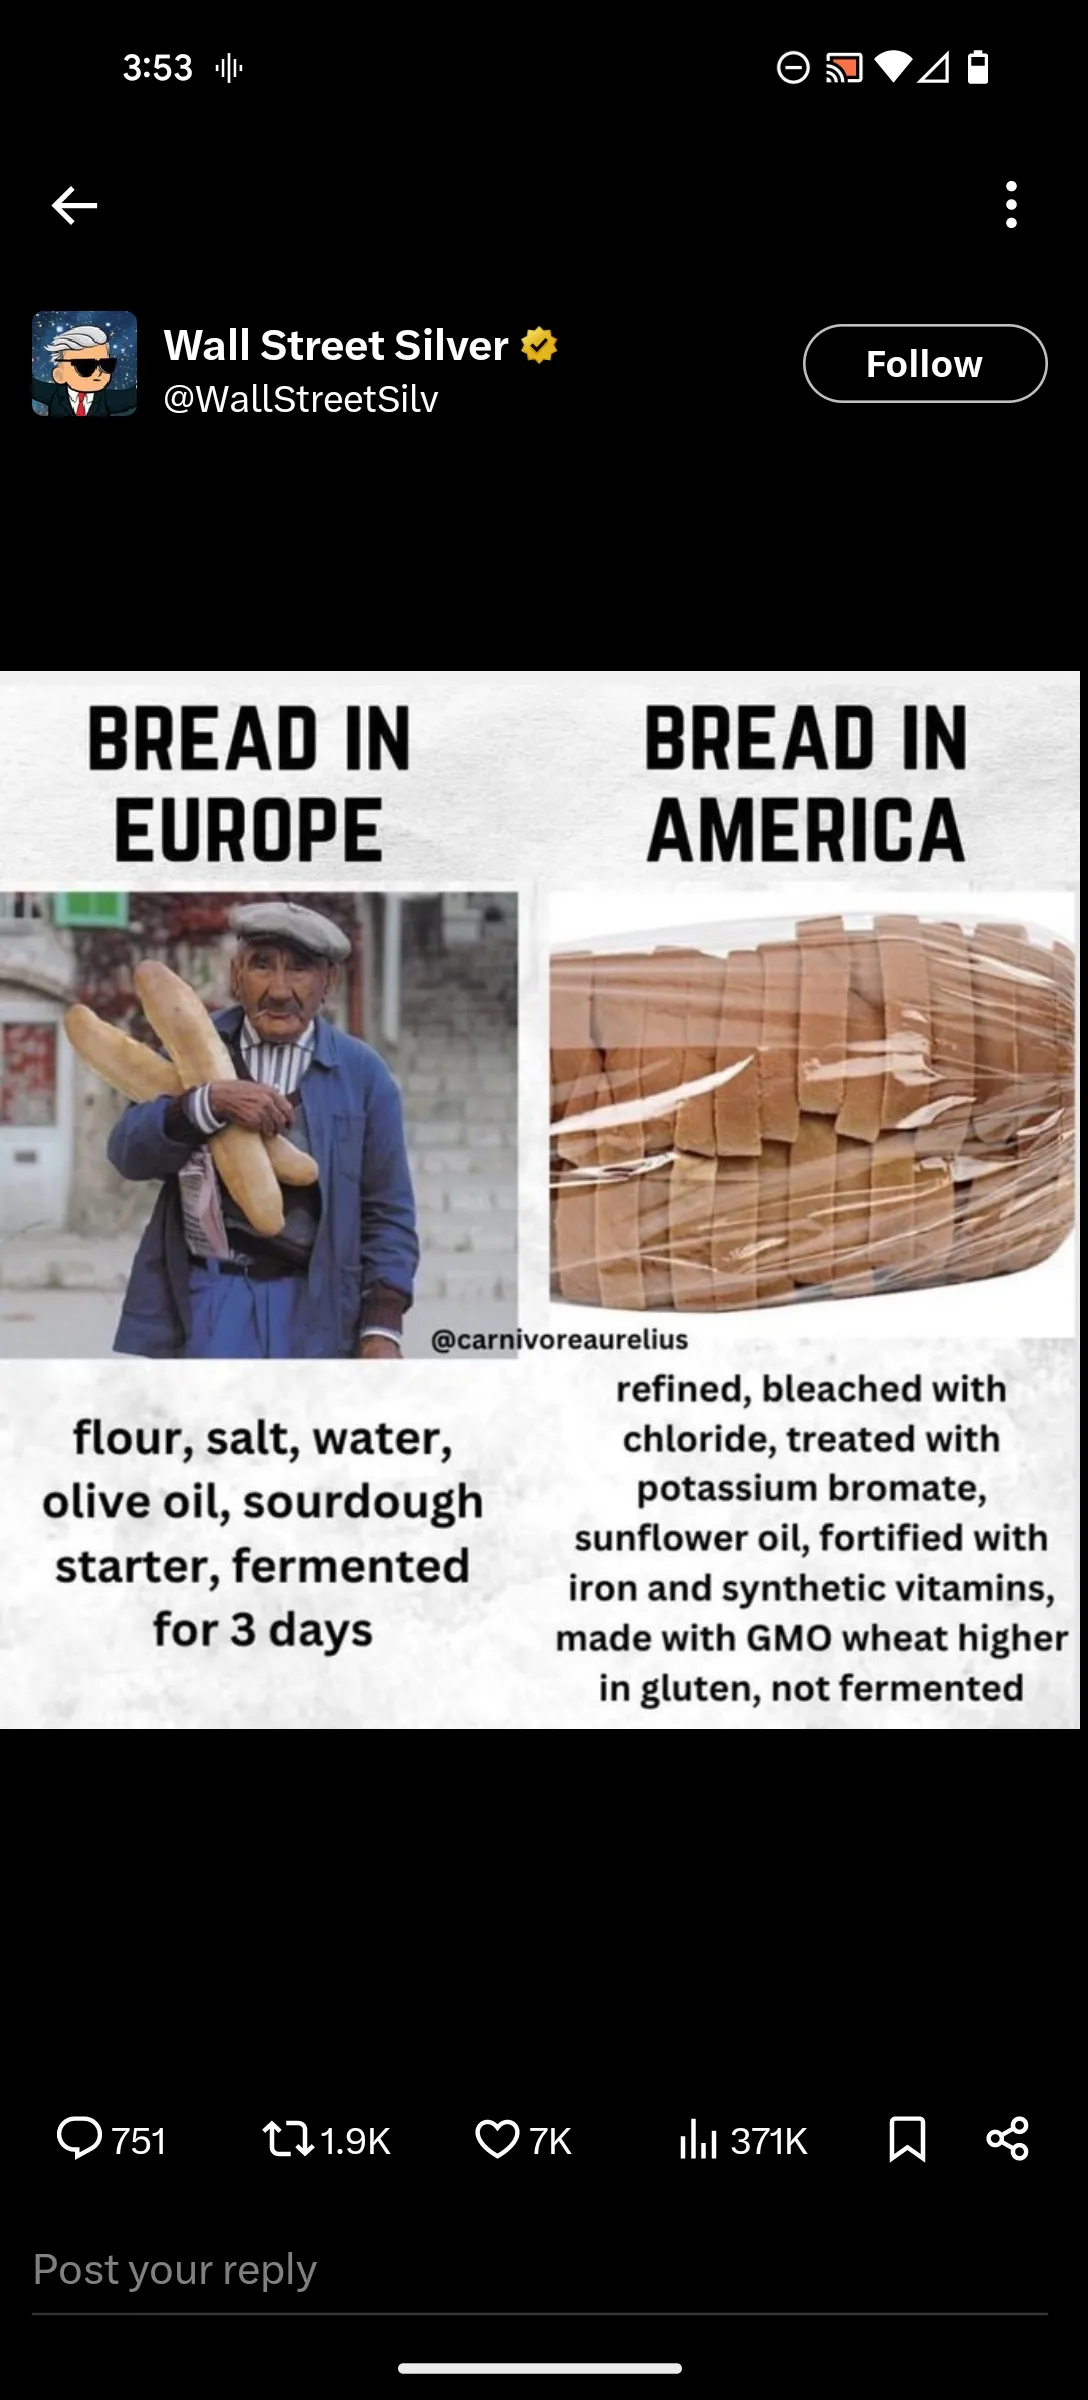 3:53
Wall Street Silver
@WallStreetSilv
Follow
BREAD IN
EUROPE
BREAD IN
AMERICA
@carnivoreaurelius
flour, salt, water,
olive oil, sourdough
starter, fermented
for 3 days
refined, bleached with
chloride, treated with
potassium bromate,
sunflower oil, fortified with
iron and synthetic vitamins,
made with GMO wheat higher
in gluten, not fermented
751
1.9K
7K
371K
Post your reply